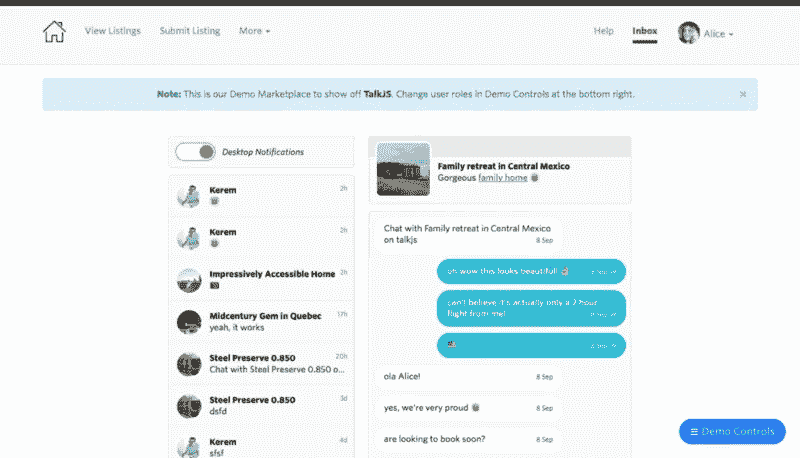 View Listings Submit Listing More Help Inbox Alice
Note: This is our Demo Marketplace to show off TalkJS. Change user roles in Demo Controls at the bottom right. ×
Desktop Notifications
Kerem 2h
Kerem 2h
Impressively Accessible Home 2h
Midcentury Gem in Quebec 17h
yeah, it works
Steel Preserve 0.850 20h
Chat with Steel Preserve 0.850 o...
Steel Preserve 0.850 3d
dsfd
Kerem 4d
sfsf
Family retreat in Central Mexico
Gorgeous family home
Chat with Family retreat in Central Mexico
on talkjs 8 Sep
oh wow this looks beautiful!
can't believe it's actually only a 2 hour
flight from me!
ola Alice! 8 Sep
yes, we're very proud 8 Sep
are looking to book soon? 8 Sep
Demo Controls